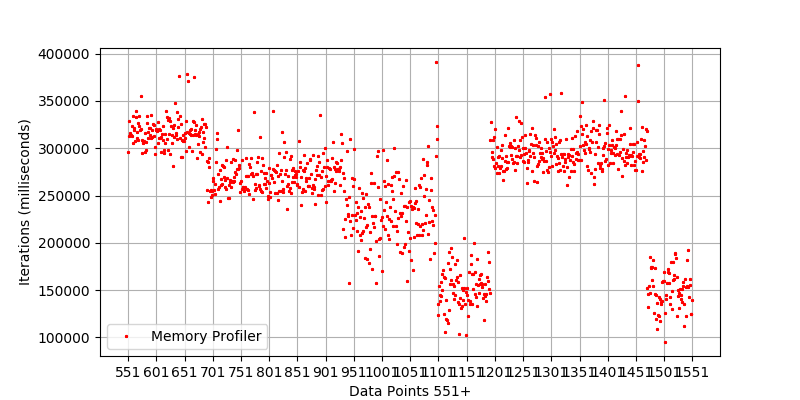 400000
350000
300000
250000
200000
150000
100000
Iterations (milliseconds)
Memory Profiler
551 601 651 701 751 801 851 901 951 1001 1051 1101 1151 1201 1251 1301 1351 1401 1451 1501 1551
Data Points 551+